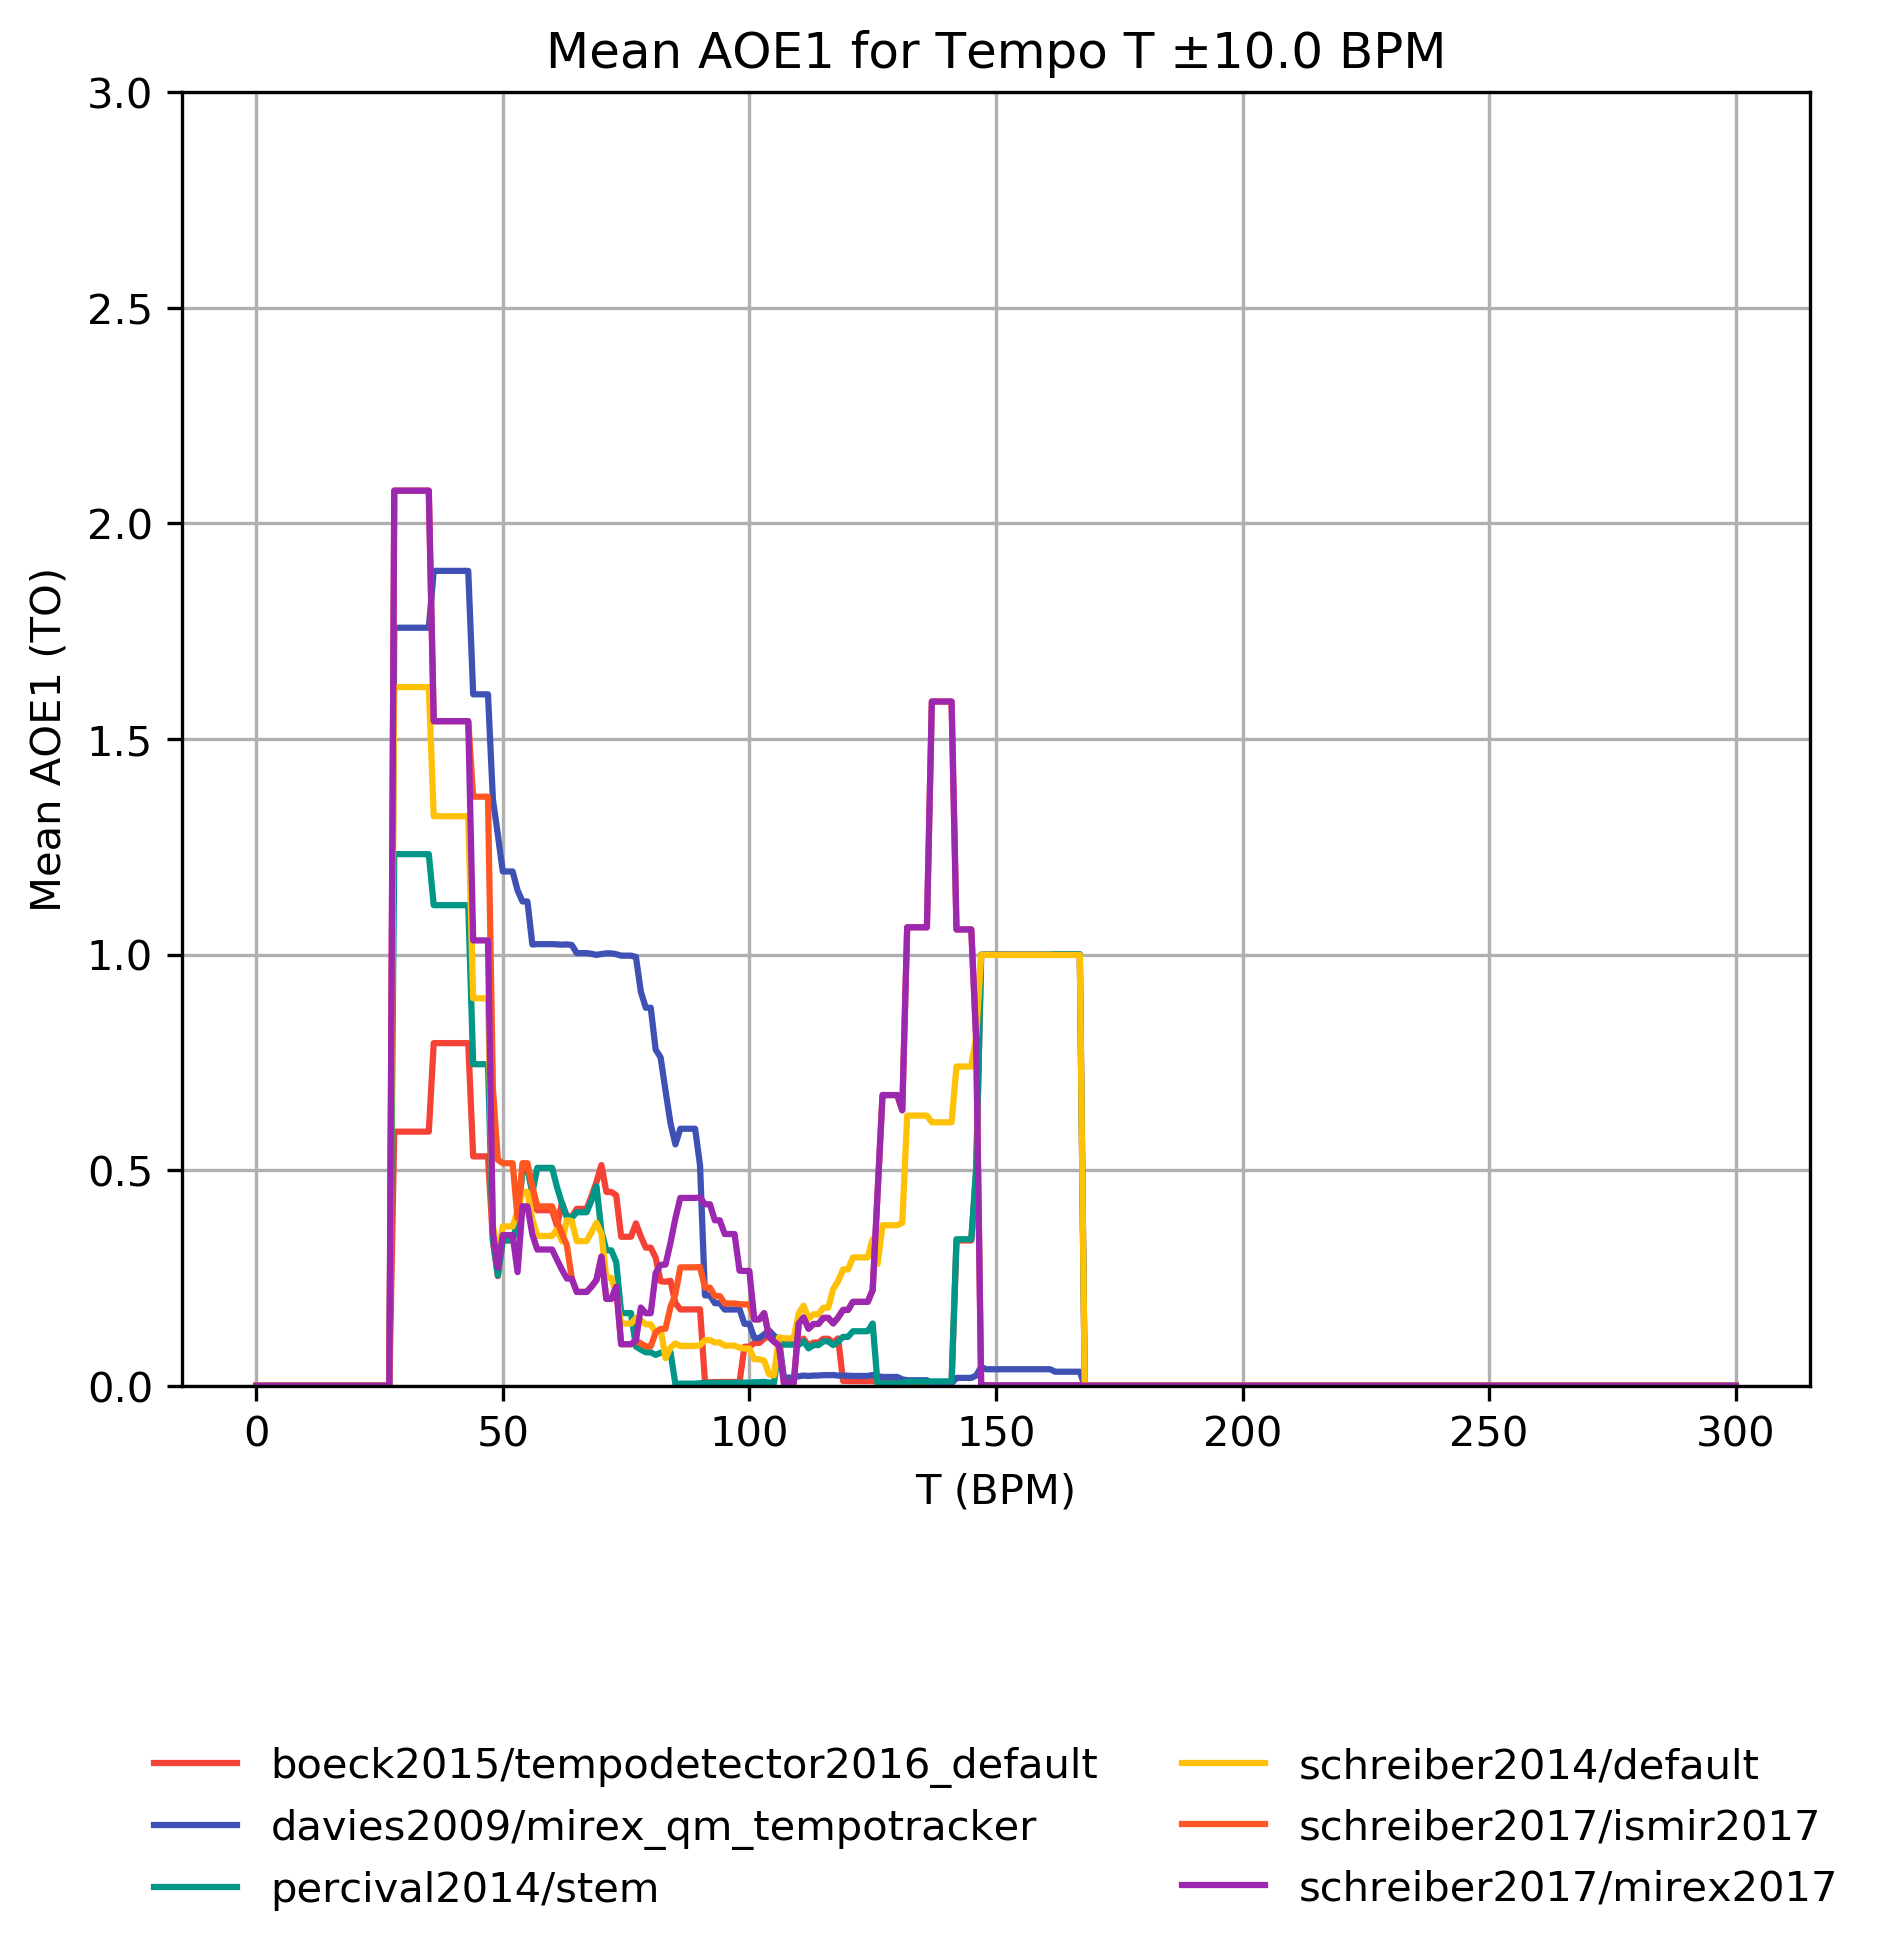 Mean AOE1 for Tempo T ±10.0 BPM
3.0
2.5
2.0
1.5
1.0
0.5
0.0
Mean AOE1 (TO)
0 50 100 150 200 250 300
T (BPM)
boeck2015/tempodetector2016_default
davies2009/mirex_qm_tempotracker
percival2014/stem
schreiber2014/default
schreiber2017/ismir2017
schreiber2017/mirex2017